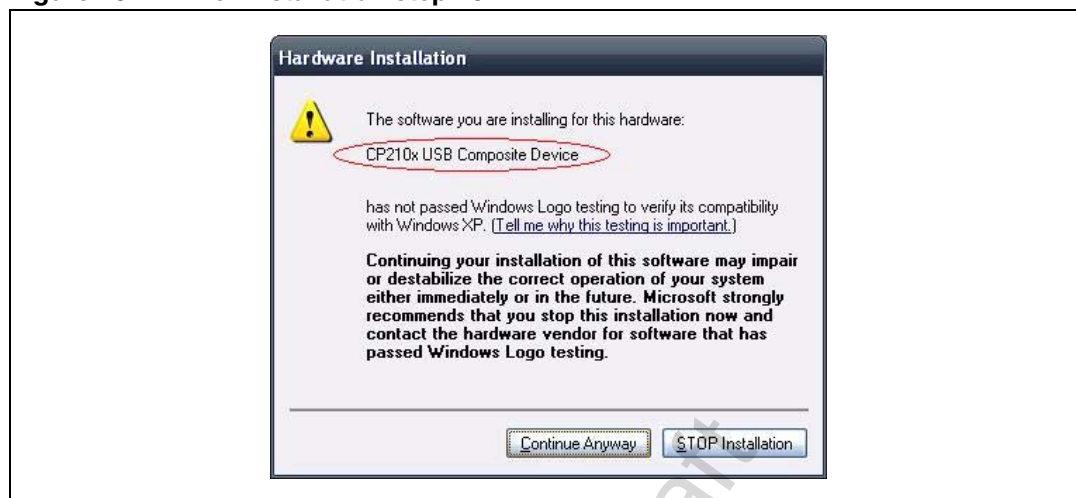 Hardware Installation
The software you are installing for this hardware:
CP210x USB Composite Device
has not passed Windows Logo testing to verify its compatibility
with Windows XP. (Tell me why this testing is important.)
Continuing your installation of this software may impair
or destabilize the correct operation of your system
either immediately or in the future. Microsoft strongly
recommends that you stop this installation now and
contact the hardware vendor for software that has
passed Windows Logo testing.
Continue Anyway STOP Installation